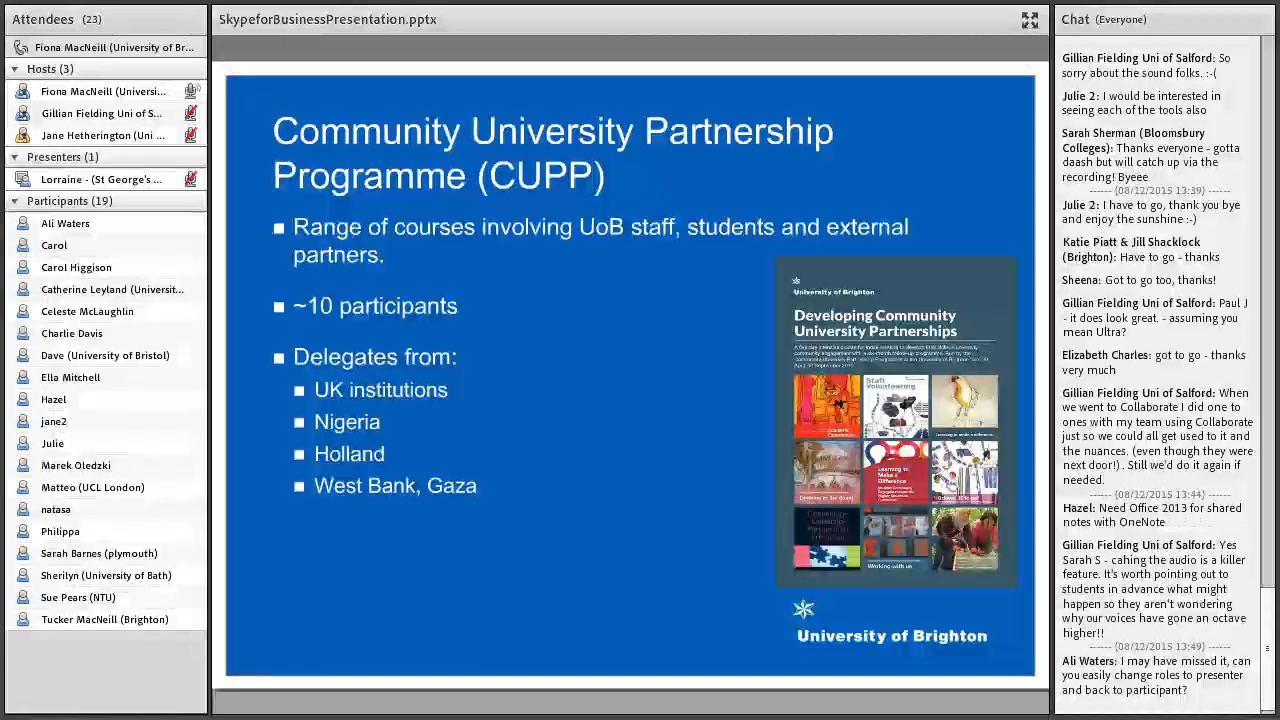 Attendees (23)
Fiona MacNeill (University of Br...
Hosts (3)
Fiona MacNeill (Universi...
Gillian Fielding Uni of S...
Jane Hetherington (Uni ...
Presenters (1)
Lorraine - (St George's ...
Participants (19)
Ali Waters
Carol
Carol Higgison
Catherine Leyland (Universit...
Celeste McLaughlin
Charlie Davis
Dave (University of Bristol)
Ella Mitchell
Hazel
jane2
Julie
Marek Oledzki
Matteo (UCL London)
natasa
Philippa
Sarah Barnes (plymouth)
Sherilyn (University of Bath)
Sue Pears (NTU)
Tucker MacNeill (Brighton)
SkypeforBusinessPresentation.pptx
Community University Partnership
Programme (CUPP)
Range of courses involving UoB staff, students and external
partners.
~10 participants
Delegates from:
UK institutions
Nigeria
Holland
West Bank, Gaza
University of Brighton
Developing Community
University Partnerships
Staff
Volunteering
Learning to make a difference
Learning to
Make a
Difference
Working with us
University of Brighton
Chat (Everyone)
Gillian Fielding Uni of Salford: So
sorry about the sound folks. :-(
Julie 2: I would be interested in
seeing each of the tools also
Sarah Sherman (Bloomsbury
Colleges): Thanks everyone - gotta
daash but will catch up via the
recording! Byeee
------ (08/12/2015 13:39) ------
Julie 2: I have to go, thank you bye
and enjoy the sunshine :-)
Katie Piatt & Jill Shacklock
(Brighton): Have to go - thanks
Sheena: Got to go too, thanks!
Gillian Fielding Uni of Salford: Paul J
- it does look great. - assuming you
mean Ultra?
Elizabeth Charles: got to go - thanks
very much
Gillian Fielding Uni of Salford: When
we went to Collaborate I did one to
ones with my team using Collaborate
just so we could all get used to it and
the nuances. (even though they were
next door!). Still we'd do it again if
needed.
------ (08/12/2015 13:44) ------
Hazel: Need Office 2013 for shared
notes with OneNote
Gillian Fielding Uni of Salford: Yes
Sarah S - cahing the audio is a killer
feature. It's worth pointing out to
students in advance what might
happen so they aren't wondering
why our voices have gone an octave
higher!!
------ (08/12/2015 13:49) ------
Ali Waters: I may have missed it, can
you easily change roles to presenter
and back to participant?